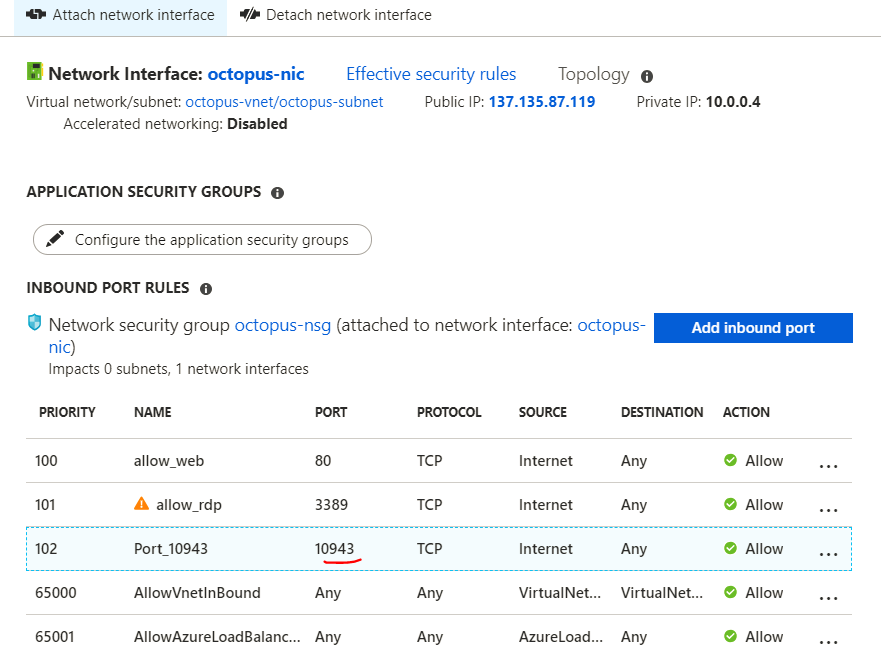 Attach network interface Detach network interface
Network Interface: octopus-nic Effective security rules Topology
Virtual network/subnet: octopus-vnet/octopus-subnet Public IP: 137.135.87.119 Private IP: 10.0.0.4
Accelerated networking: Disabled
APPLICATION SECURITY GROUPS
Configure the application security groups
INBOUND PORT RULES
Network security group octopus-nsg (attached to network interface: octopus-
nic)
Add inbound port
Impacts 0 subnets, 1 network interfaces
PRIORITY NAME PORT PROTOCOL SOURCE DESTINATION ACTION
100 allow_web 80 TCP Internet Any Allow ...
101 allow_rdp 3389 TCP Internet Any Allow ...
102 Port_10943 10943 TCP Internet Any Allow ...
65000 AllowVnetInBound Any Any VirtualNet... VirtualNet... Allow ...
65001 AllowAzureLoadBalanc... Any Any AzureLoad... Any Allow ...